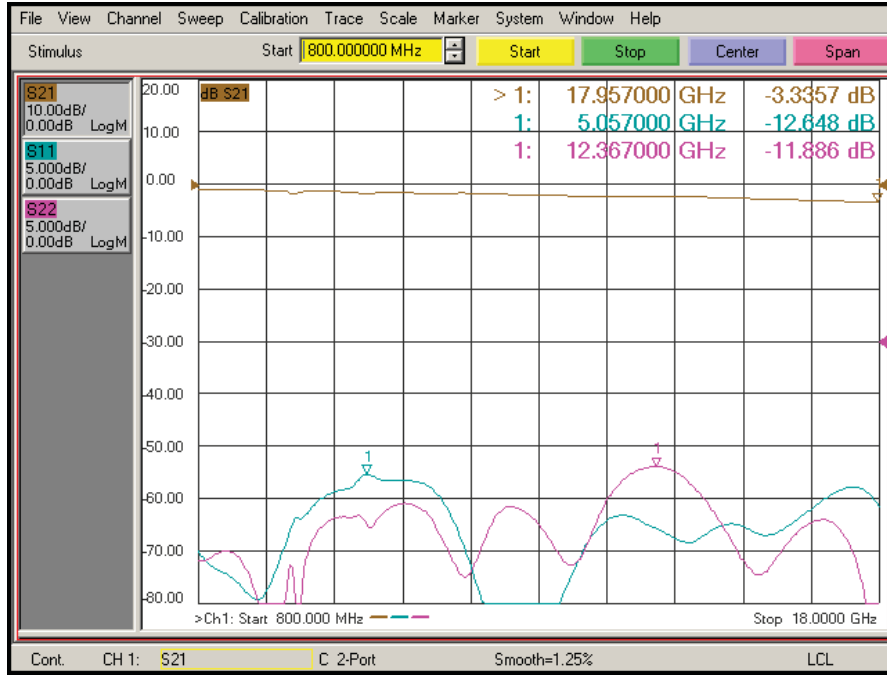 File View Channel Sweep Calibration Trace Scale Marker System Window Help
Stimulus Start 800.000000 MHz Start Stop Center Span
S21
10.00dB/
0.00dB LogM
S11
5.000dB/
0.00dB LogM
S22
5.000dB/
0.00dB LogM
20.00
10.00
0.00
-10.00
-20.00
-30.00
-40.00
-50.00
-60.00
-70.00
-80.00
dB S21
> 1: 17.957000 GHz -3.3357 dB
1: 5.057000 GHz -12.648 dB
1: 12.367000 GHz -11.886 dB
1
1
>Ch1: Start 800.000 MHz
Stop 18.0000 GHz
Cont. CH 1: S21 C 2-Port Smooth=1.25% LCL